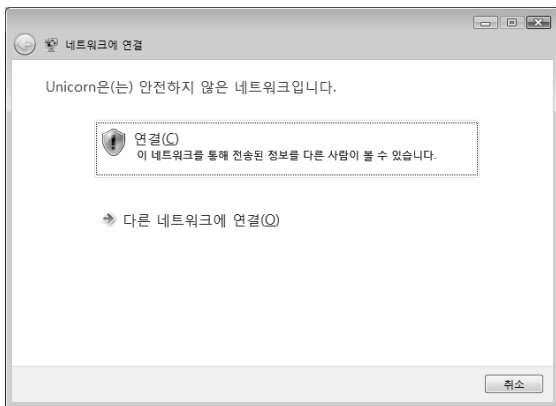 네트워크에 연결
Unicorn은(는) 안전하지 않은 네트워크입니다.
연결(C)
이 네트워크를 통해 전송된 정보를 다른 사람이 볼 수 있습니다.
다른 네트워크에 연결(O)
취소